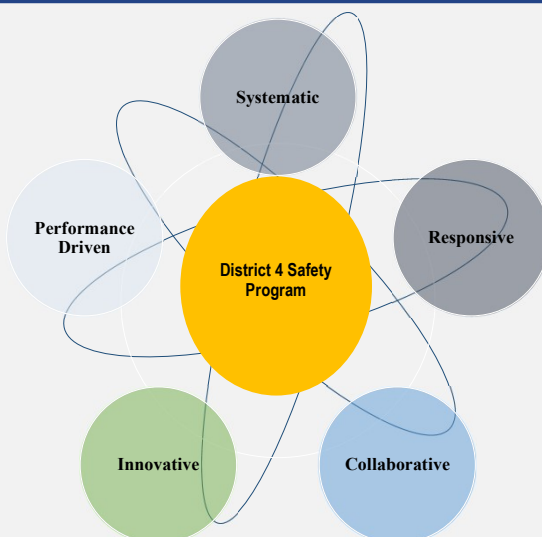 Systematic
Performance
Driven
Responsive
District 4 Safety
Program
Innovative
Collaborative